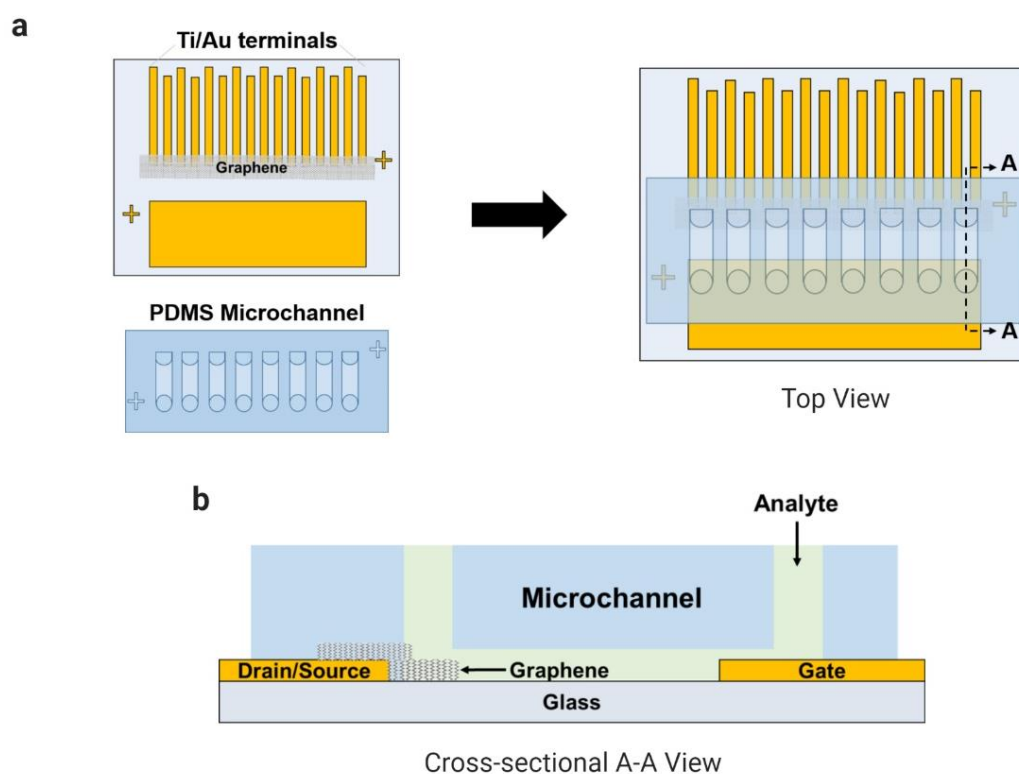 a
Ti/Au terminals
Graphene
PDMS Microchannel
A
A
Top View
b
Analyte
Microchannel
Drain/Source
Graphene
Gate
Glass
Cross-sectional A-A View